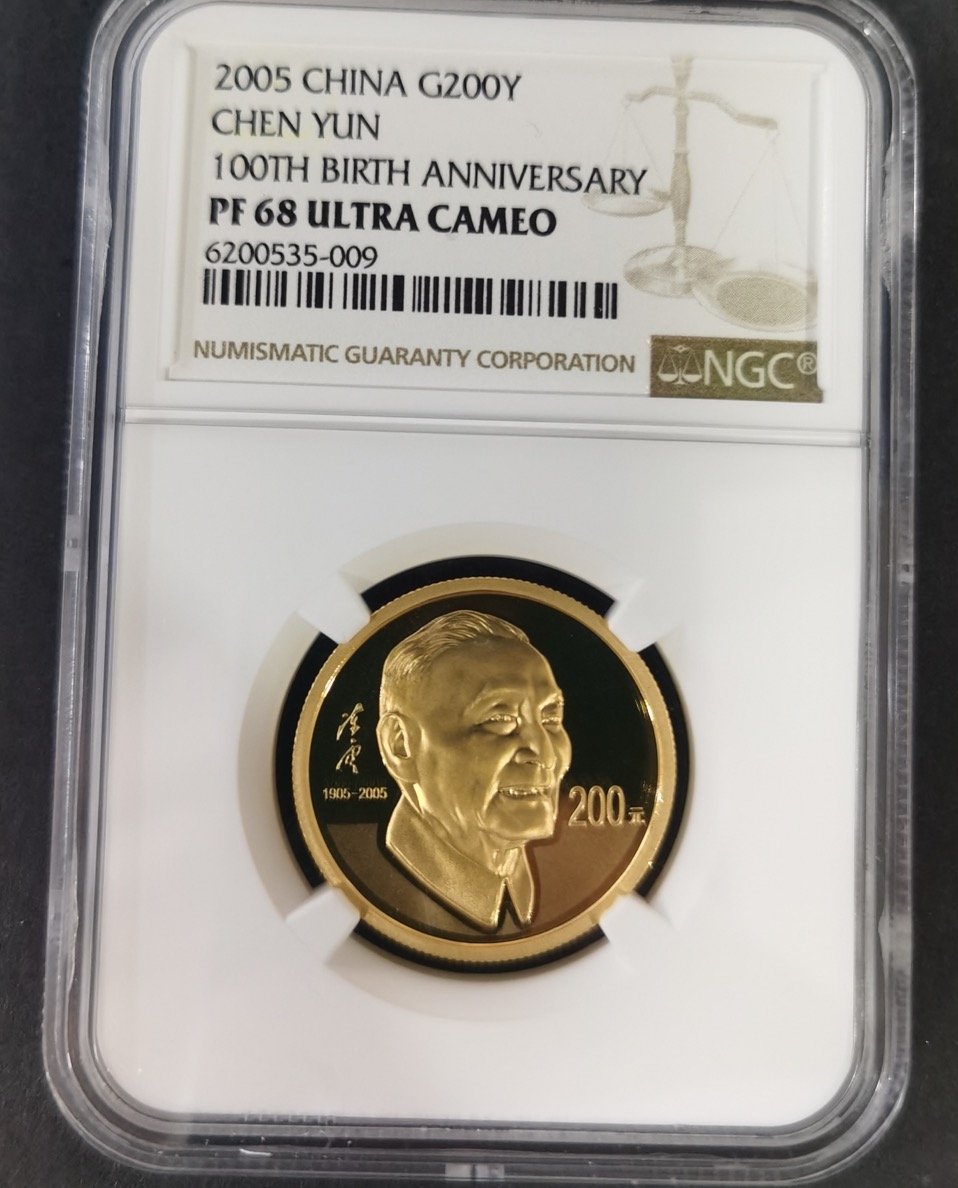 2005 CHINA G200Y
CHEN YUN
100TH BIRTH ANNIVERSARY
PF 68 ULTRA CAMEO
6200535-009
NUMISMATIC GUARANTY CORPORATION
NGC®
陈云
1905-2005
200元